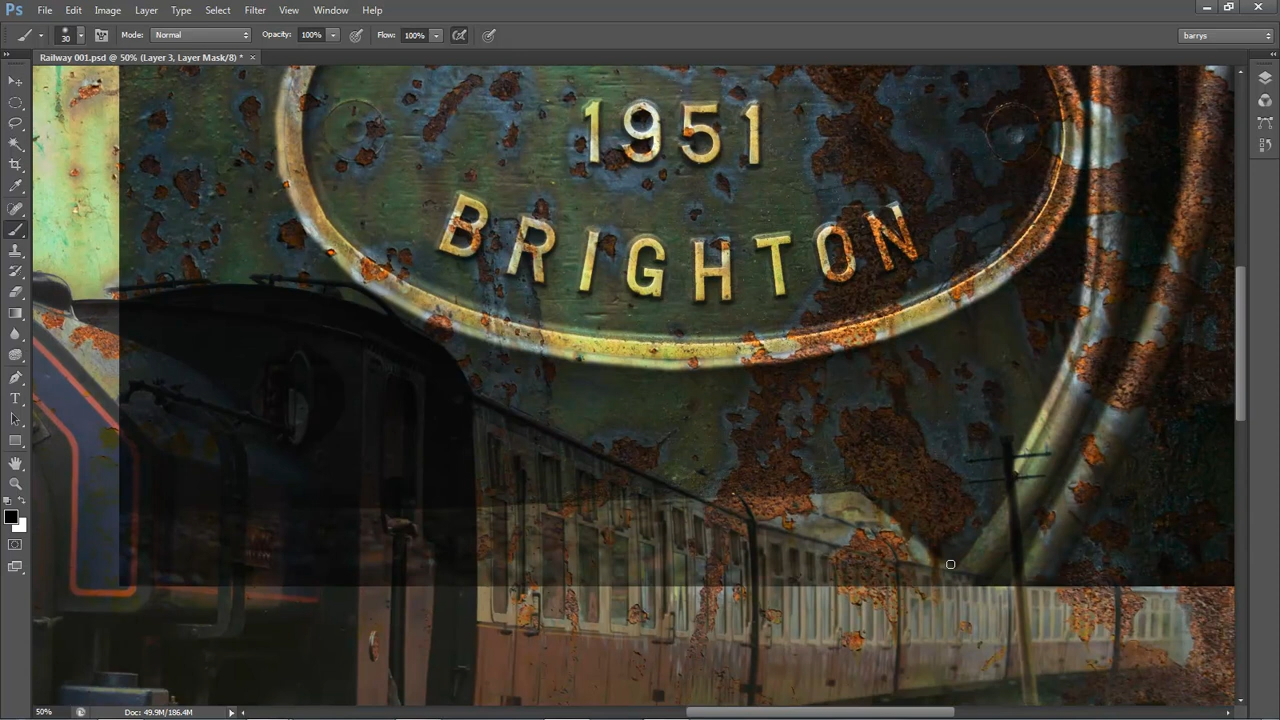 Ps File Edit Image Layer Type Select Filter View Window Help
30 Mode: Normal Opacity: 100% Flow: 100% barrys
Railway 001.psd @ 50% (Layer 3, Layer Mask/8) * ×
1951
BRIGHTON
50% Doc: 49.9M/186.4M